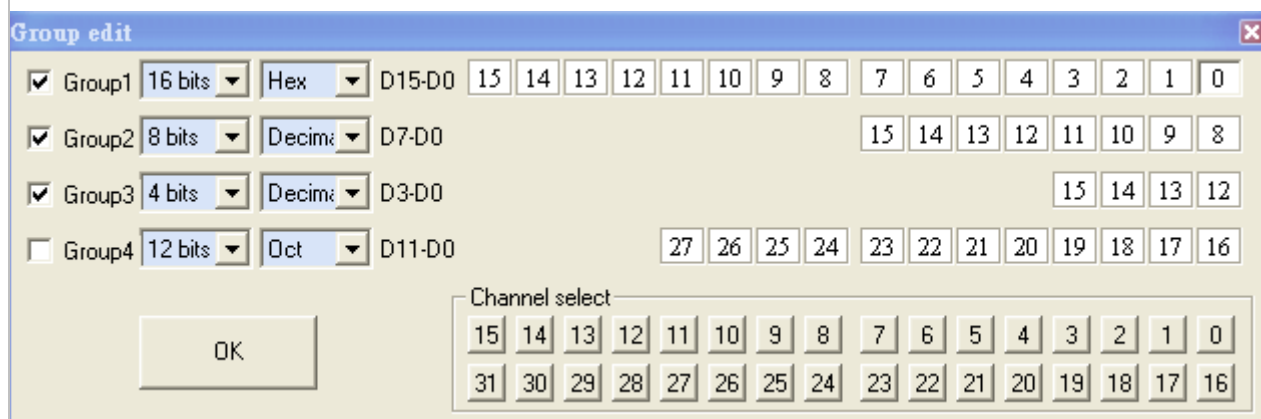 Group edit
Group1 16 bits Hex D15-D0 15 14 13 12 11 10 9 8 7 6 5 4 3 2 1 0
Group2 8 bits Decima D7-D0 15 14 13 12 11 10 9 8
Group3 4 bits Decima D3-D0 15 14 13 12
Group4 12 bits Oct D11-D0 27 26 25 24 23 22 21 20 19 18 17 16
Channel select
15 14 13 12 11 10 9 8 7 6 5 4 3 2 1 0
OK
31 30 29 28 27 26 25 24 23 22 21 20 19 18 17 16